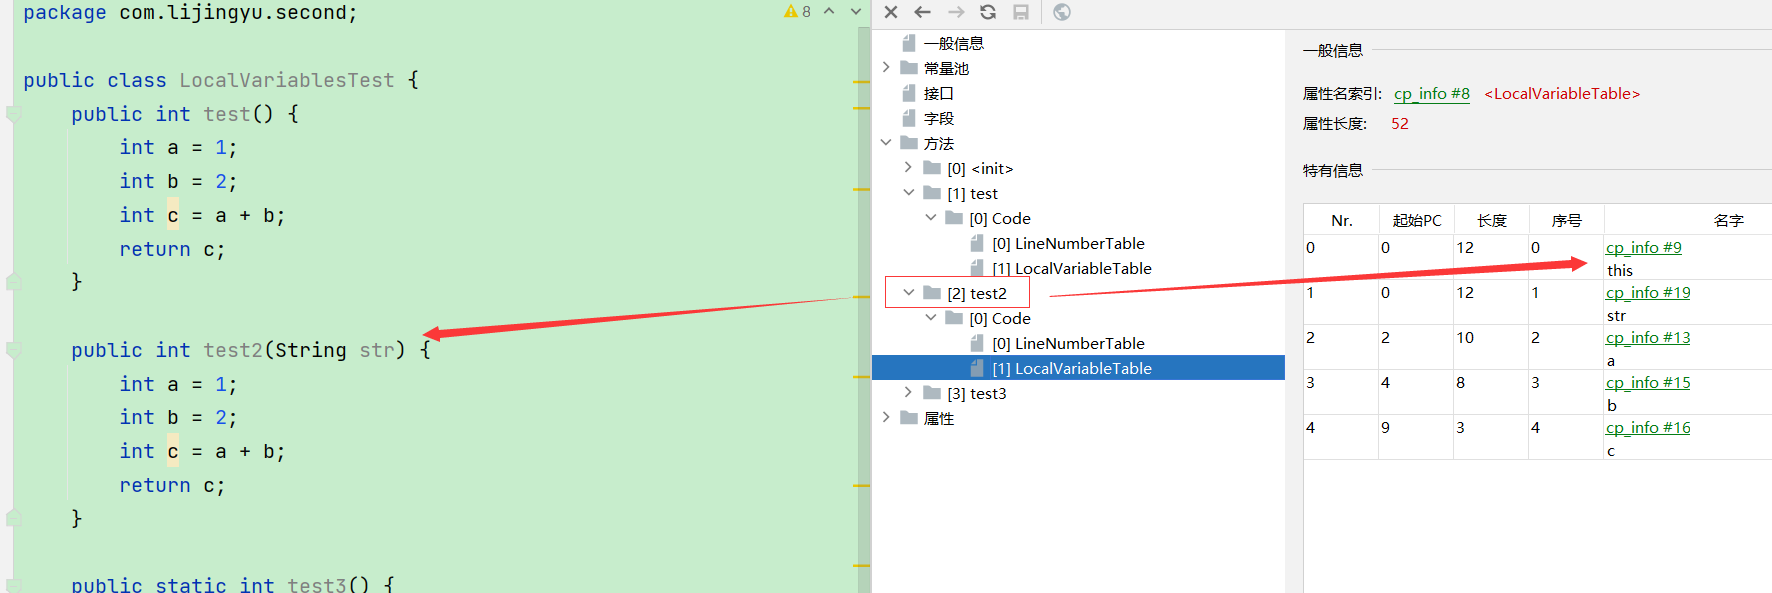 package com.lijingyu.second;
8
public class LocalVariablesTest {
public int test() {
int a = 1;
int b = 2;
int c = a + b;
return c;
}
public int test2(String str) {
int a = 1;
int b = 2;
int c = a + b;
return c;
}
public static int test3() {
一般信息
常量池
接口
字段
方法
[0] <init>
[1] test
[0] Code
[0] LineNumberTable
[1] LocalVariableTable
[2] test2
[0] Code
[0] LineNumberTable
[1] LocalVariableTable
[3] test3
属性
一般信息
属性名索引: cp_info #8 <LocalVariableTable>
属性长度: 52
特有信息
Nr. 起始PC 长度 序号 名字
0 0 12 0 cp_info #9
this
1 0 12 1 cp_info #19
str
2 2 10 2 cp_info #13
a
3 4 8 3 cp_info #15
b
4 9 3 4 cp_info #16
c